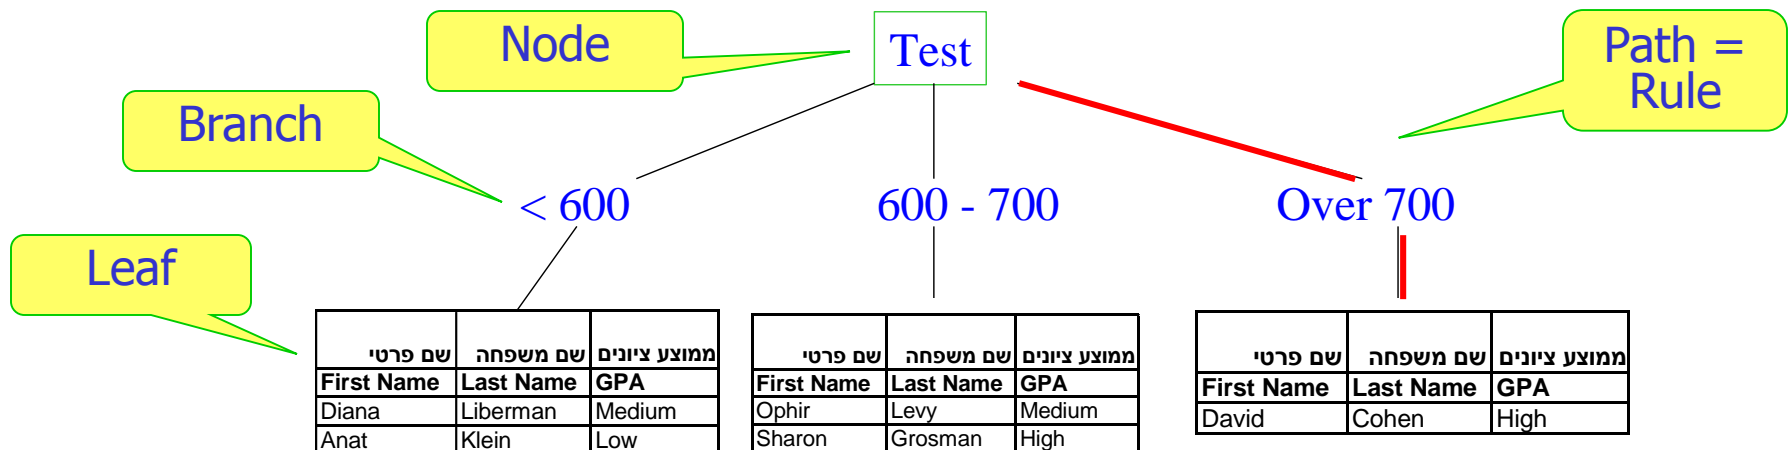 Node
Test
Path =
Rule
Branch
< 600
600 - 700
Over 700
Leaf
שם פרטי שם משפחה ממוצע ציונים
First Name Last Name GPA
Diana Liberman Medium
Anat Klein Low
שם פרטי שם משפחה ממוצע ציונים
First Name Last Name GPA
Ophir Levy Medium
Sharon Grosman High
שם פרטי שם משפחה ממוצע ציונים
First Name Last Name GPA
David Cohen High